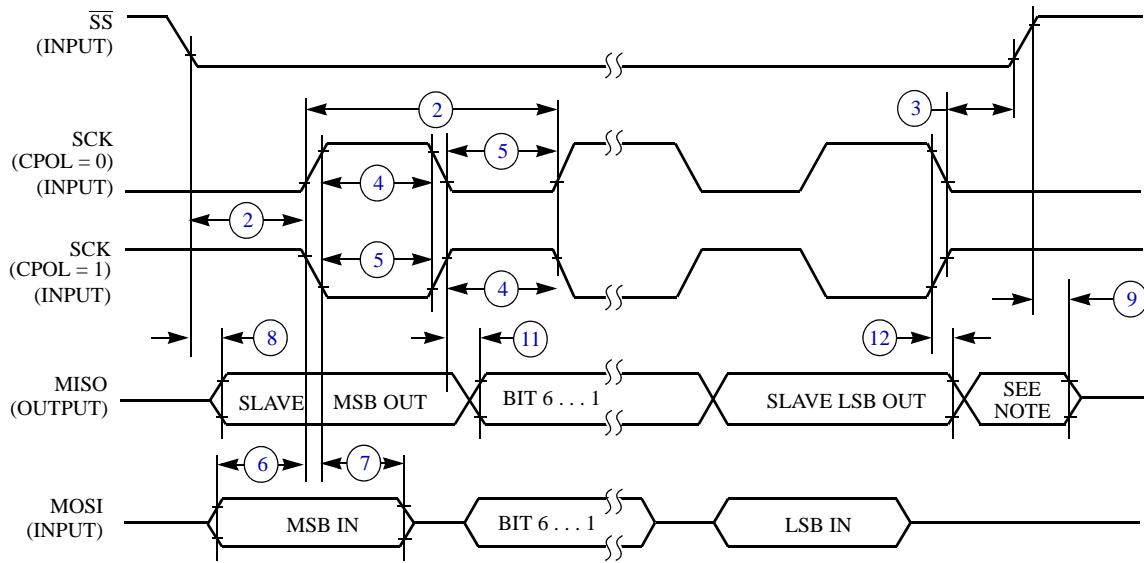 SS
(INPUT)
2
3
SCK
(CPOL = 0)
(INPUT)
5
4
2
SCK
(CPOL = 1)
(INPUT)
5
4
9
8
11
12
MISO
(OUTPUT)
SLAVE MSB OUT
BIT 6 . . . 1
SLAVE LSB OUT
SEE
NOTE
6
7
MOSI
(INPUT)
MSB IN
BIT 6 . . . 1
LSB IN